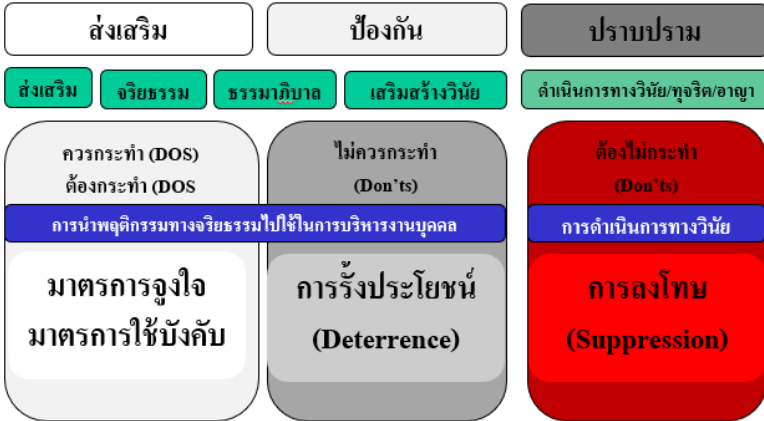 ส่งเสริม
ป้องกัน
ปราบปราม
ส่งเสริม
จริยธรรม
ธรรมาภิบาล
เสริมสร้างวินัย
ดำเนินการทางวินัย/ทุจริต/อาญา
ควรกระทำ (DOS)
ต้องกระทำ (DOS
ไม่ควรกระทำ
(Don'ts)
ต้องไม่กระทำ
(Don'ts)
การนำพฤติกรรมทางจริยธรรมไปใช้ในการบริหารงานบุคคล
การดำเนินการทางวินัย
มาตรการจูงใจ
มาตรการใช้บังคับ
การรั้งประโยชน์
(Deterrence)
การลงโทษ
(Suppression)